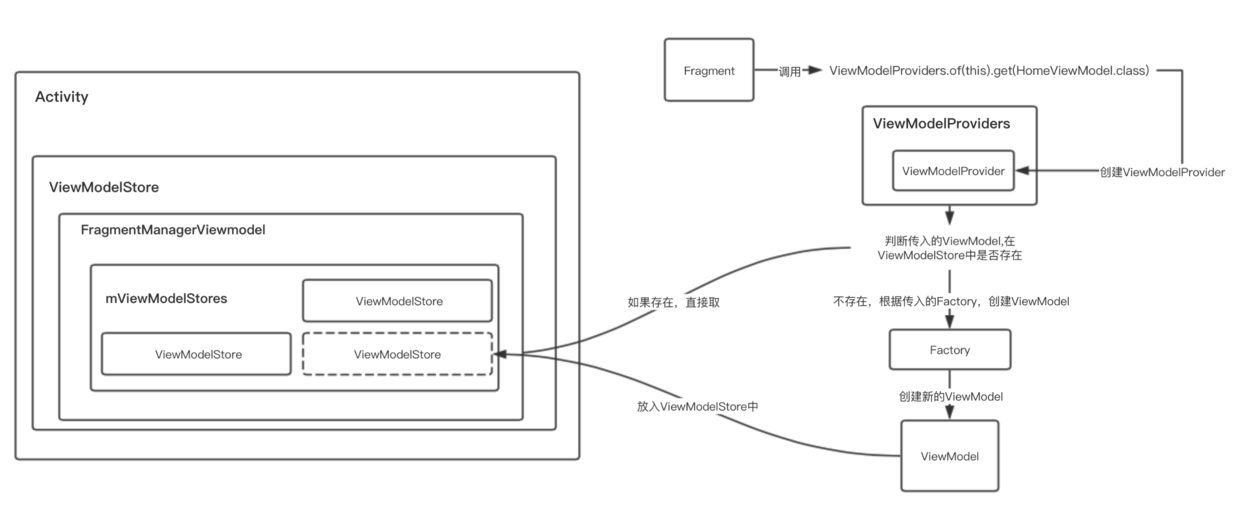 Activity
ViewModelStore
FragmentManagerViewmodel
mViewModelStores
ViewModelStore
ViewModelStore
ViewModelStore
Fragment
调用
ViewModelProviders.of(this).get(HomeViewModel.class)
ViewModelProviders
ViewModelProvider
创建ViewModelProvider
判断传入的ViewModel,在
ViewModelStore中是否存在
如果存在，直接取
不存在，根据传入的Factory，创建ViewModel
Factory
创建新的ViewModel
放入ViewModelStore中
ViewModel